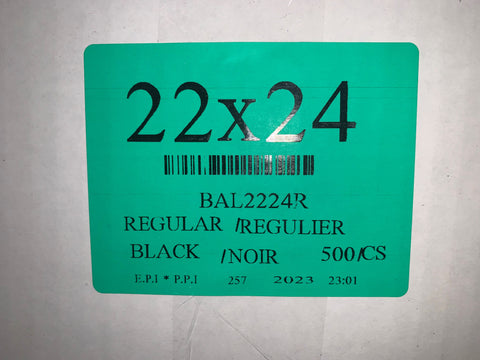 22x24
BAL2224R
REGULAR /REGULIER
BLACK /NOIR 500/CS
E.P.I * P.P.I 257 2023 23:01